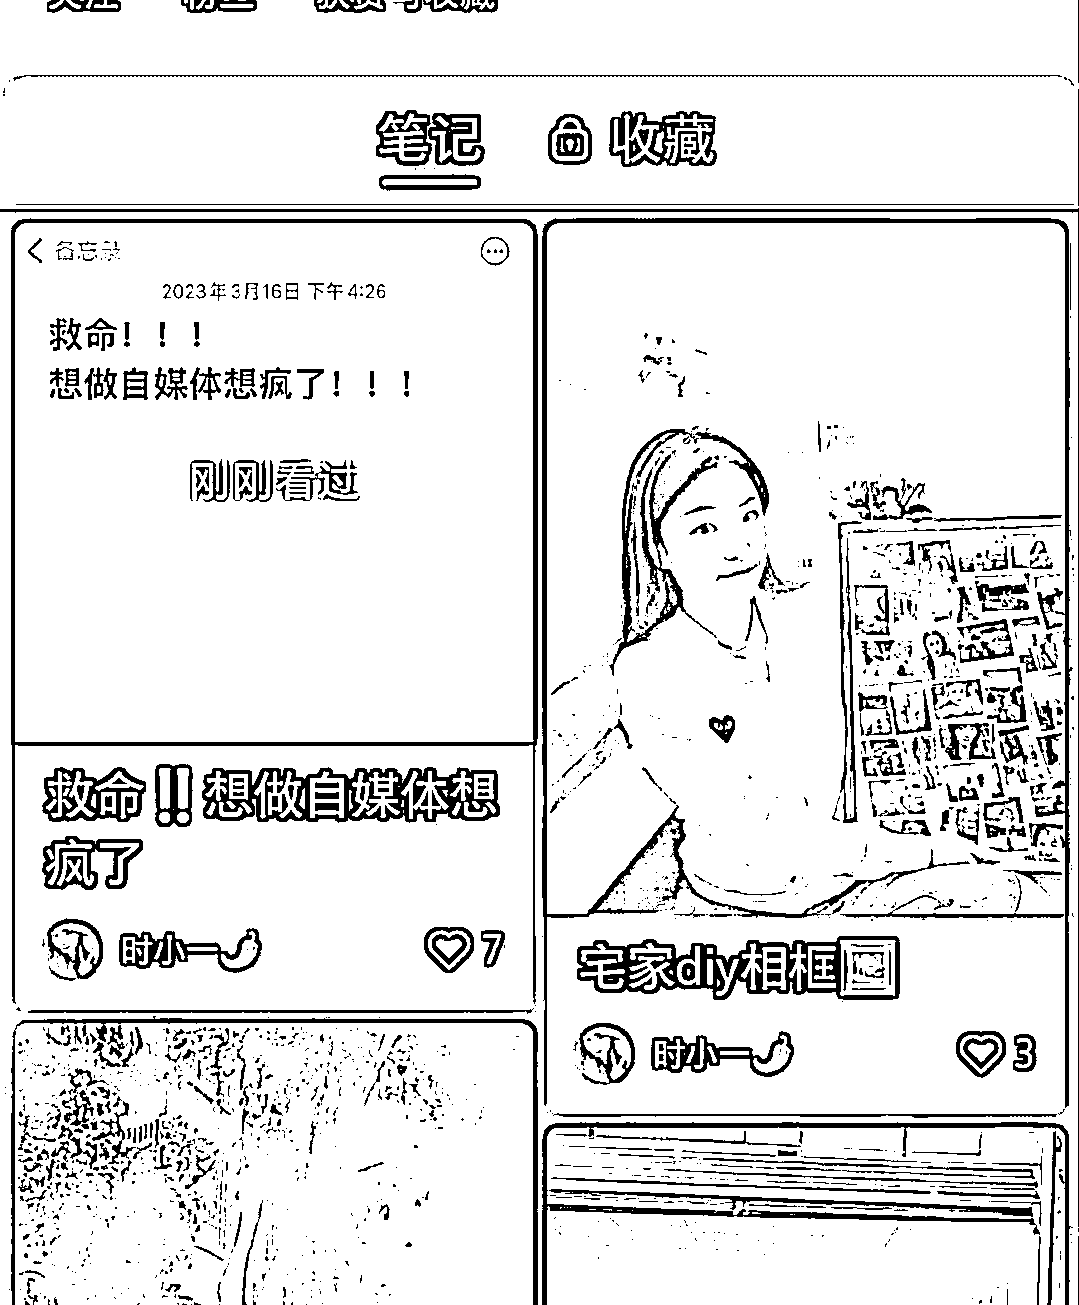 笔记 收藏
备忘录
2023年3月16日 下午4:26
救命！！！
想做自媒体想疯了！！！
刚刚看过
救命‼️想做自媒体想
疯了
时小一🌶 7
宅家diy相框🖼
时小一🌶 3